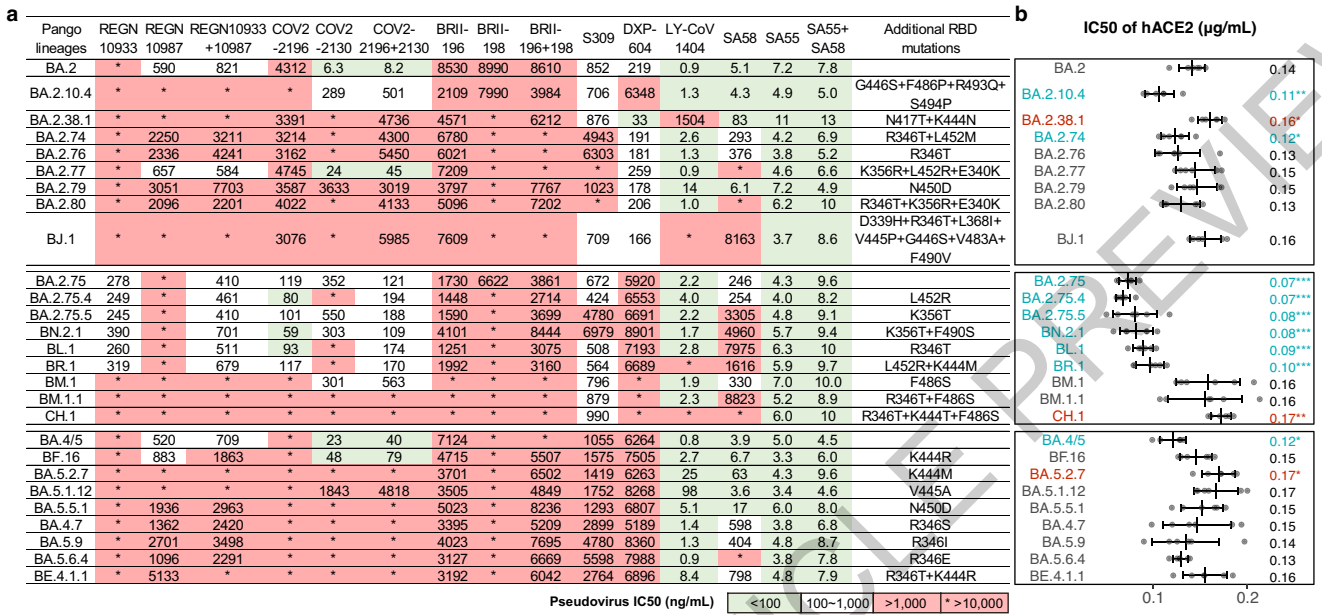 a
Pango lineages REGN 10933 REGN 10987 REGN10933 +10987 COV2 -2196 COV2 -2130 COV2- 2196+2130 BRII- 196 BRII- 198 BRII- 196+198 S309 DXP- 604 LY-CoV 1404 SA58 SA55 SA55+ SA58 Additional RBD mutations
BA.2 * 590 821 4312 6.3 8.2 8530 8990 8610 852 219 0.9 5.1 7.2 7.8
BA.2.10.4 * * * * 289 501 2109 7990 3984 706 6348 1.3 4.3 4.9 5.0 G446S+F486P+R493Q+ S494P
BA.2.38.1 * * * 3391 * 4736 4571 * 6212 876 33 1504 83 11 13 N417T+K444N
BA.2.74 * 2250 3211 3214 * 4300 6780 * * 4943 191 2.6 293 4.2 6.9 R346T+L452M
BA.2.76 * 2336 4241 3162 * 5450 6021 * * 6303 181 1.3 376 3.8 5.2 R346T
BA.2.77 * 657 584 4745 24 45 7209 * * * 259 0.9 * 4.6 6.6 K356R+L452R+E340K
BA.2.79 * 3051 7703 3587 3633 3019 3797 * 7767 1023 178 14 6.1 7.2 4.9 N450D
BA.2.80 * 2096 2201 4022 * 4133 5096 * 7202 * 206 1.0 * 6.2 10 R346T+K356R+E340K
BJ.1 * * * 3076 * 5985 7609 * * 709 166 * 8163 3.7 8.6 D339H+R346T+L368I+ V445P+G446S+V483A+ F490V
BA.2.75 278 * 410 119 352 121 1730 6622 3861 672 5920 2.2 246 4.3 9.6
BA.2.75.4 249 * 461 80 * 194 1448 * 2714 424 6553 4.0 254 4.0 8.2 L452R
BA.2.75.5 245 * 410 101 550 188 1590 * 3699 4780 6691 2.2 3305 4.8 9.1 K356T
BN.2.1 390 * 701 59 303 109 4101 * 8444 6979 8901 1.7 4960 5.7 9.4 K356T+F490S
BL.1 260 * 511 93 * 174 1251 * 3075 508 7193 2.8 7975 6.3 10 R346T
BR.1 319 * 679 117 * 170 1992 * 3160 564 6689 * 1616 5.9 9.7 L452R+K444M
BM.1 * * * * 301 563 * * * 796 * 1.9 330 7.0 10.0 F486S
BM.1.1 * * * * * * * * * 879 * 2.3 8823 5.2 8.9 R346T+F486S
CH.1 * * * * * * * * * 990 * * * 6.0 10 R346T+K444T+F486S
BA.4/5 * 520 709 * 23 40 7124 * * 1055 6264 0.8 3.9 5.0 4.5
BF.16 * 883 1863 * 48 79 4715 * 5507 1575 7505 2.7 6.7 3.3 6.0 K444R
BA.5.2.7 * * * * * * 3701 * 6502 1419 6263 25 63 4.3 9.6 K444M
BA.5.1.12 * * * * 1843 4818 3505 * 4849 1752 8268 98 3.6 3.4 4.6 V445A
BA.5.5.1 * 1936 2963 * * * 5023 * 8236 1293 6807 5.1 17 6.0 8.0 N450D
BA.4.7 * 1362 2420 * * * 3395 * 5209 2899 5189 1.4 598 3.8 6.8 R346S
BA.5.9 * 2701 3498 * * * 4023 * 7695 4780 8360 1.3 404 4.8 8.7 R346I
BA.5.6.4 * 1096 2291 * * * 3127 * 6669 5598 7988 0.9 * 3.8 7.8 R346E
BE.4.1.1 * 5133 * * * * 3192 * 6042 2764 6896 8.4 798 4.8 7.9 R346T+K444R
Pseudovirus IC50 (ng/mL) <100 100~1,000 >1,000 * >10,000
b
IC50 of hACE2 (µg/mL)
BA.2 0.14
BA.2.10.4 0.11**
BA.2.38.1 0.16*
BA.2.74 0.12*
BA.2.76 0.13
BA.2.77 0.15
BA.2.79 0.15
BA.2.80 0.13
BJ.1 0.16
BA.2.75 0.07***
BA.2.75.4 0.07***
BA.2.75.5 0.08***
BN.2.1 0.08***
BL.1 0.09***
BR.1 0.10***
BM.1 0.16
BM.1.1 0.16
CH.1 0.17**
BA.4/5 0.12*
BF.16 0.15
BA.5.2.7 0.17*
BA.5.1.12 0.17
BA.5.5.1 0.15
BA.4.7 0.15
BA.5.9 0.14
BA.5.6.4 0.13
BE.4.1.1 0.16
0.1 0.2
CLE PREVIEW